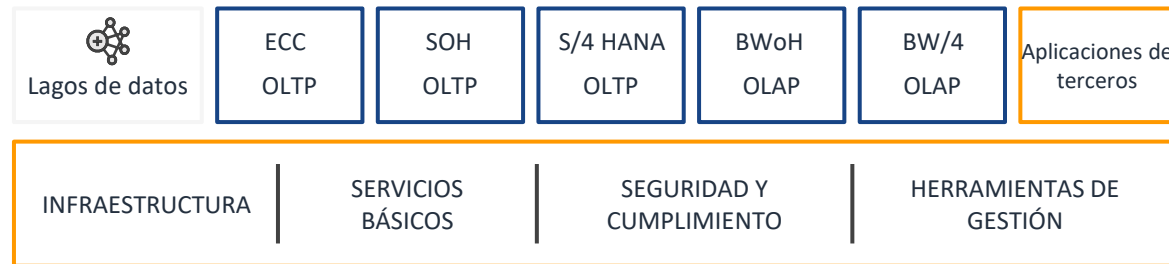 Lagos de datos
ECC
OLTP
SOH
OLTP
S/4 HANA
OLTP
BWoH
OLAP
BW/4
OLAP
Aplicaciones de
terceros
INFRAESTRUCTURA
SERVICIOS
BÁSICOS
SEGURIDAD Y
CUMPLIMIENTO
HERRAMIENTAS DE
GESTIÓN